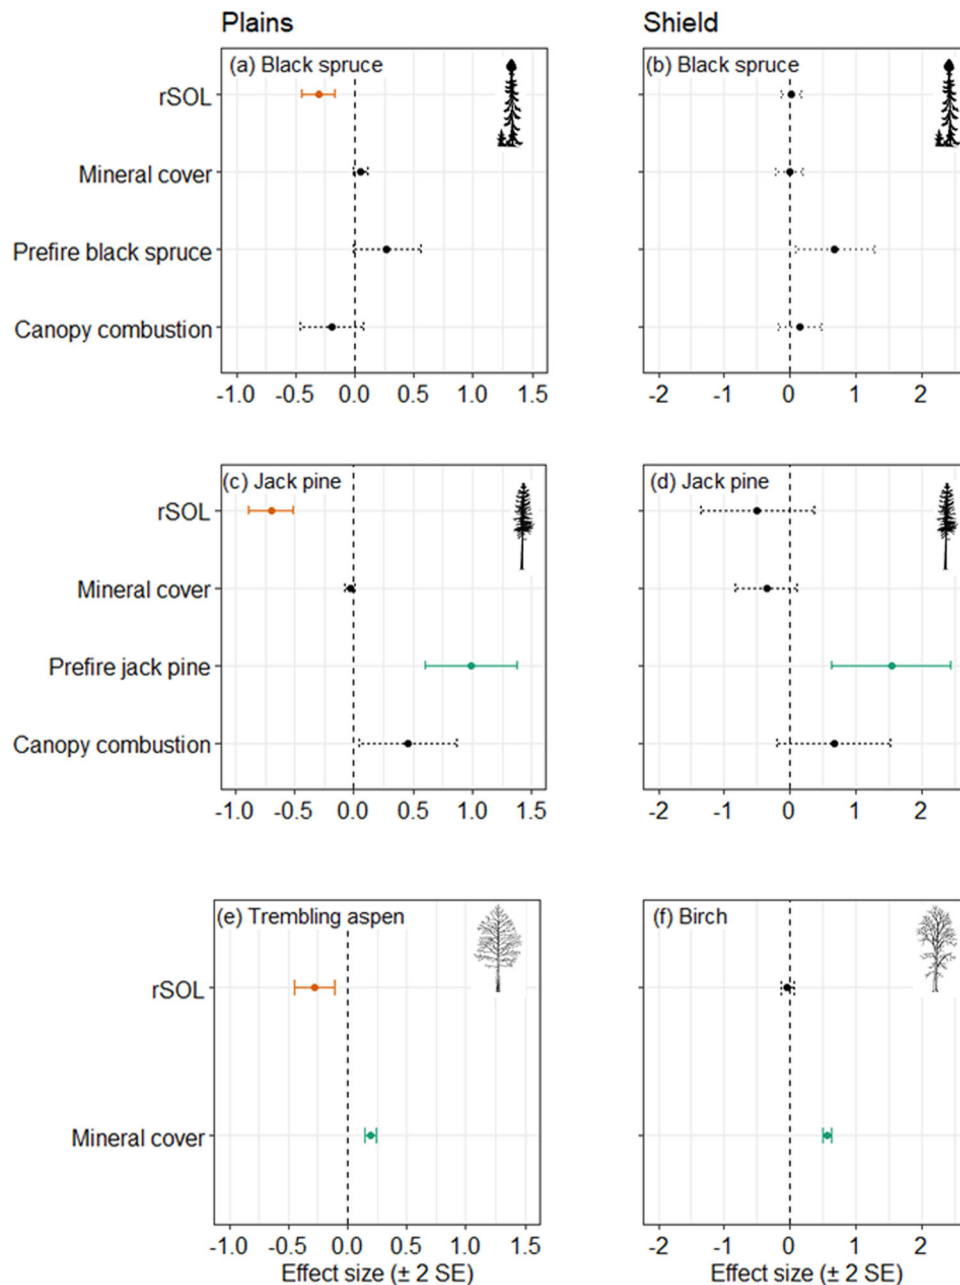 Plains Shield
(a) Black spruce (b) Black spruce
rSOL
Mineral cover
Prefire black spruce
Canopy combustion
-1.0 -0.5 0.0 0.5 1.0 1.5 -2 -1 0 1 2
(c) Jack pine (d) Jack pine
rSOL
Mineral cover
Prefire jack pine
Canopy combustion
-1.0 -0.5 0.0 0.5 1.0 1.5 -2 -1 0 1 2
(e) Trembling aspen (f) Birch
rSOL
Mineral cover
-1.0 -0.5 0.0 0.5 1.0 1.5 -2 -1 0 1 2
Effect size (± 2 SE) Effect size (± 2 SE)